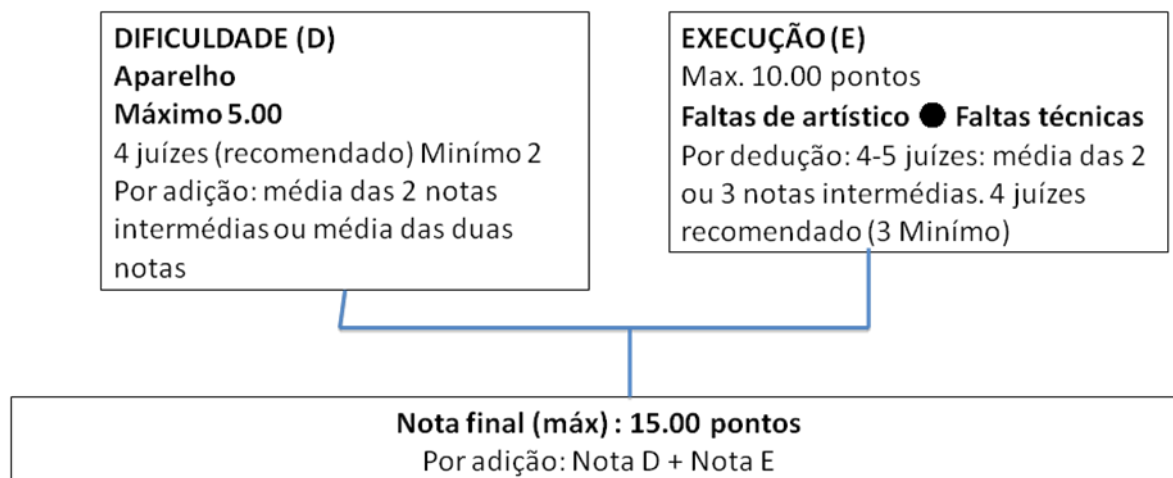 DIFICULDADE (D)
Aparelho
Máximo 5.00
4 juízes (recomendado) Minímo 2
Por adição: média das 2 notas
intermédias ou média das duas
notas
EXECUÇÃO (E)
Max. 10.00 pontos
Faltas de artístico ● Faltas técnicas
Por dedução: 4-5 juízes: média das 2
ou 3 notas intermédias. 4 juízes
recomendado (3 Minímo)
Nota final (máx) : 15.00 pontos
Por adição: Nota D + Nota E